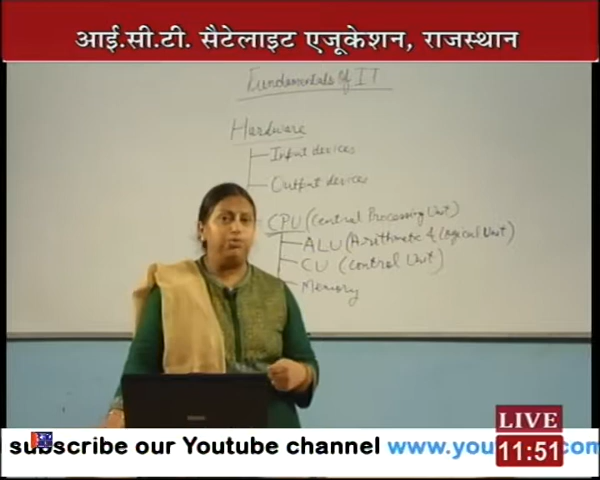 आई.सी.टी. सैटेलाइट एजूकेशन, राजस्थान
Fundamentals Of IT
Hardware
Input devices
Output devices
CPU (Central Processing Unit)
ALU (Arithmetic & Logical Unit)
CU (Control Unit)
Memory
LIVE
subscribe our Youtube channel www.you
11:51
om